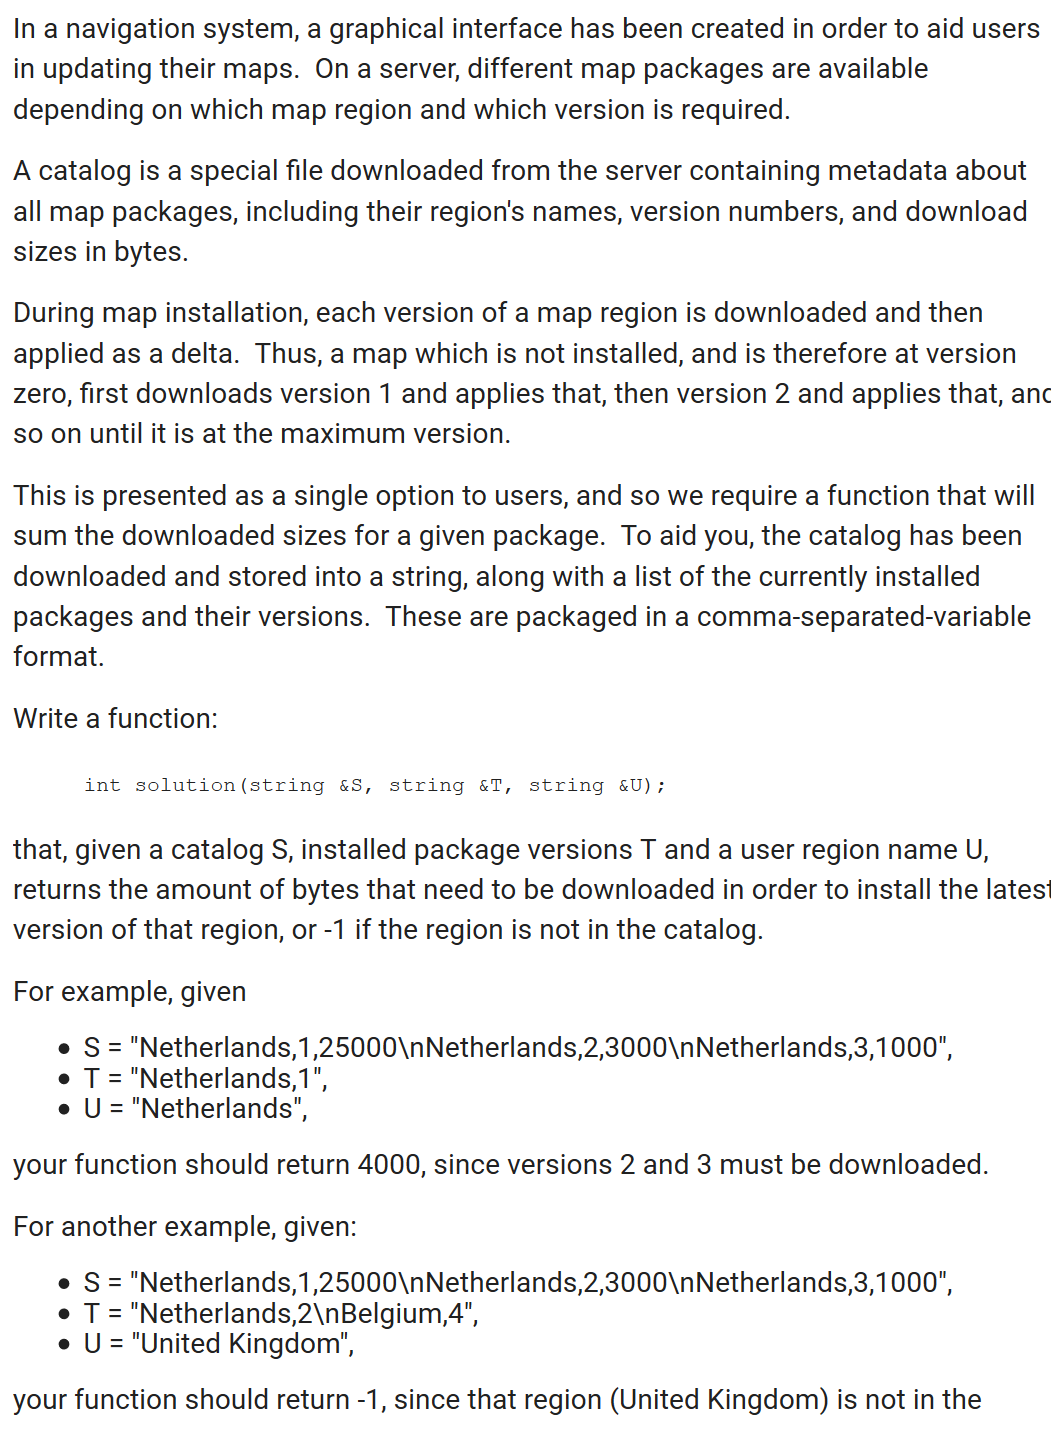 In a navigation system, a graphical interface has been created in order to aid users
in updating their maps.  On a server, different map packages are available
depending on which map region and which version is required.
A catalog is a special file downloaded from the server containing metadata about
all map packages, including their region's names, version numbers, and download
sizes in bytes.
During map installation, each version of a map region is downloaded and then
applied as a delta.  Thus, a map which is not installed, and is therefore at version
zero, first downloads version 1 and applies that, then version 2 and applies that, and
so on until it is at the maximum version.
This is presented as a single option to users, and so we require a function that will
sum the downloaded sizes for a given package.  To aid you, the catalog has been
downloaded and stored into a string, along with a list of the currently installed
packages and their versions.  These are packaged in a comma-separated-variable
format.
Write a function:
int solution(string &S, string &T, string &U);
that, given a catalog S, installed package versions T and a user region name U,
returns the amount of bytes that need to be downloaded in order to install the latest
version of that region, or -1 if the region is not in the catalog.
For example, given
• S = "Netherlands,1,25000\nNetherlands,2,3000\nNetherlands,3,1000",
• T = "Netherlands,1",
• U = "Netherlands",
your function should return 4000, since versions 2 and 3 must be downloaded.
For another example, given:
• S = "Netherlands,1,25000\nNetherlands,2,3000\nNetherlands,3,1000",
• T = "Netherlands,2\nBelgium,4",
• U = "United Kingdom",
your function should return -1, since that region (United Kingdom) is not in the